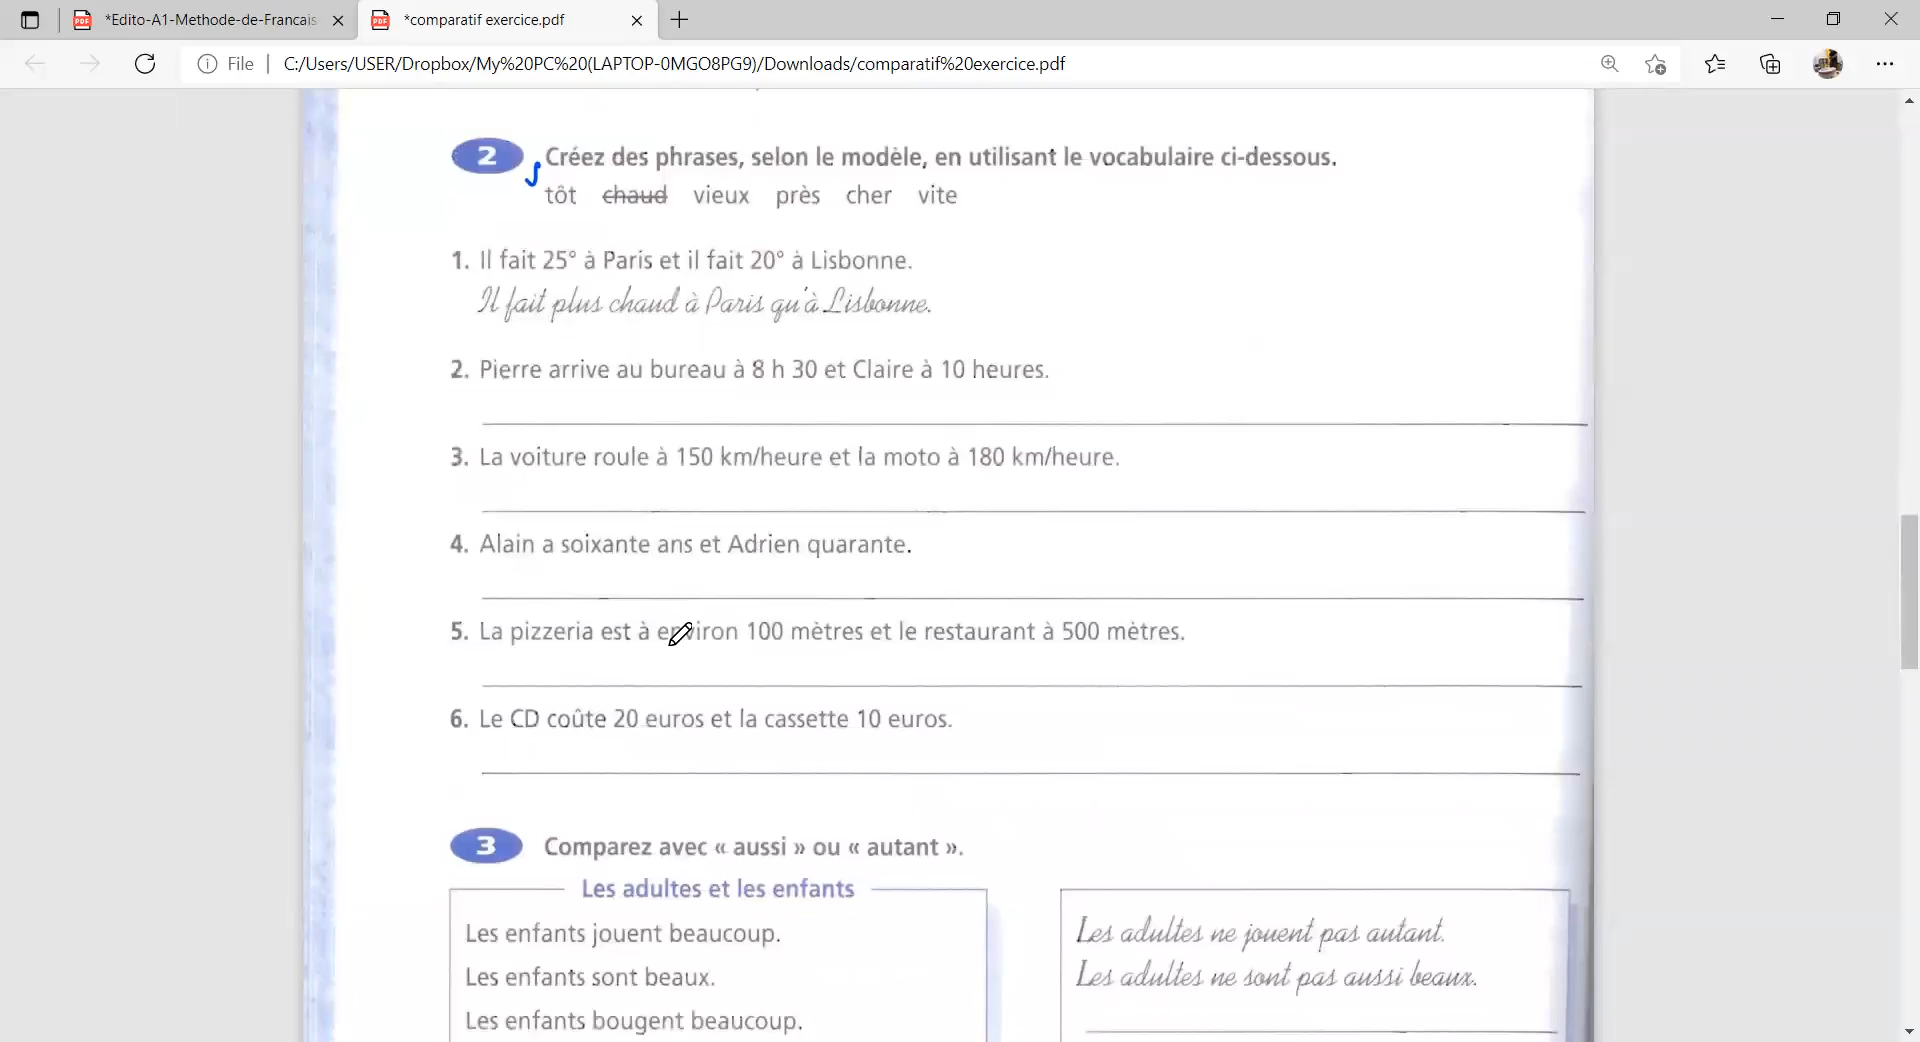 *Edito-A1-Methode-de-Francais
*comparatif exercice.pdf
File | C:/Users/USER/Dropbox/My%20PC%20(LAPTOP-0MGO8PG9)/Downloads/comparatif%20exercice.pdf
2 Créez des phrases, selon le modèle, en utilisant le vocabulaire ci-dessous.
tôt chaud vieux près cher vite
1. Il fait 25° à Paris et il fait 20° à Lisbonne.
Il fait plus chaud à Paris qu'à Lisbonne.
2. Pierre arrive au bureau à 8 h 30 et Claire à 10 heures.
3. La voiture roule à 150 km/heure et la moto à 180 km/heure.
4. Alain a soixante ans et Adrien quarante.
5. La pizzeria est à environ 100 mètres et le restaurant à 500 mètres.
6. Le CD coûte 20 euros et la cassette 10 euros.
3 Comparez avec « aussi » ou « autant ».
Les adultes et les enfants
Les enfants jouent beaucoup.
Les enfants sont beaux.
Les enfants bougent beaucoup.
Les adultes ne jouent pas autant.
Les adultes ne sont pas aussi beaux.